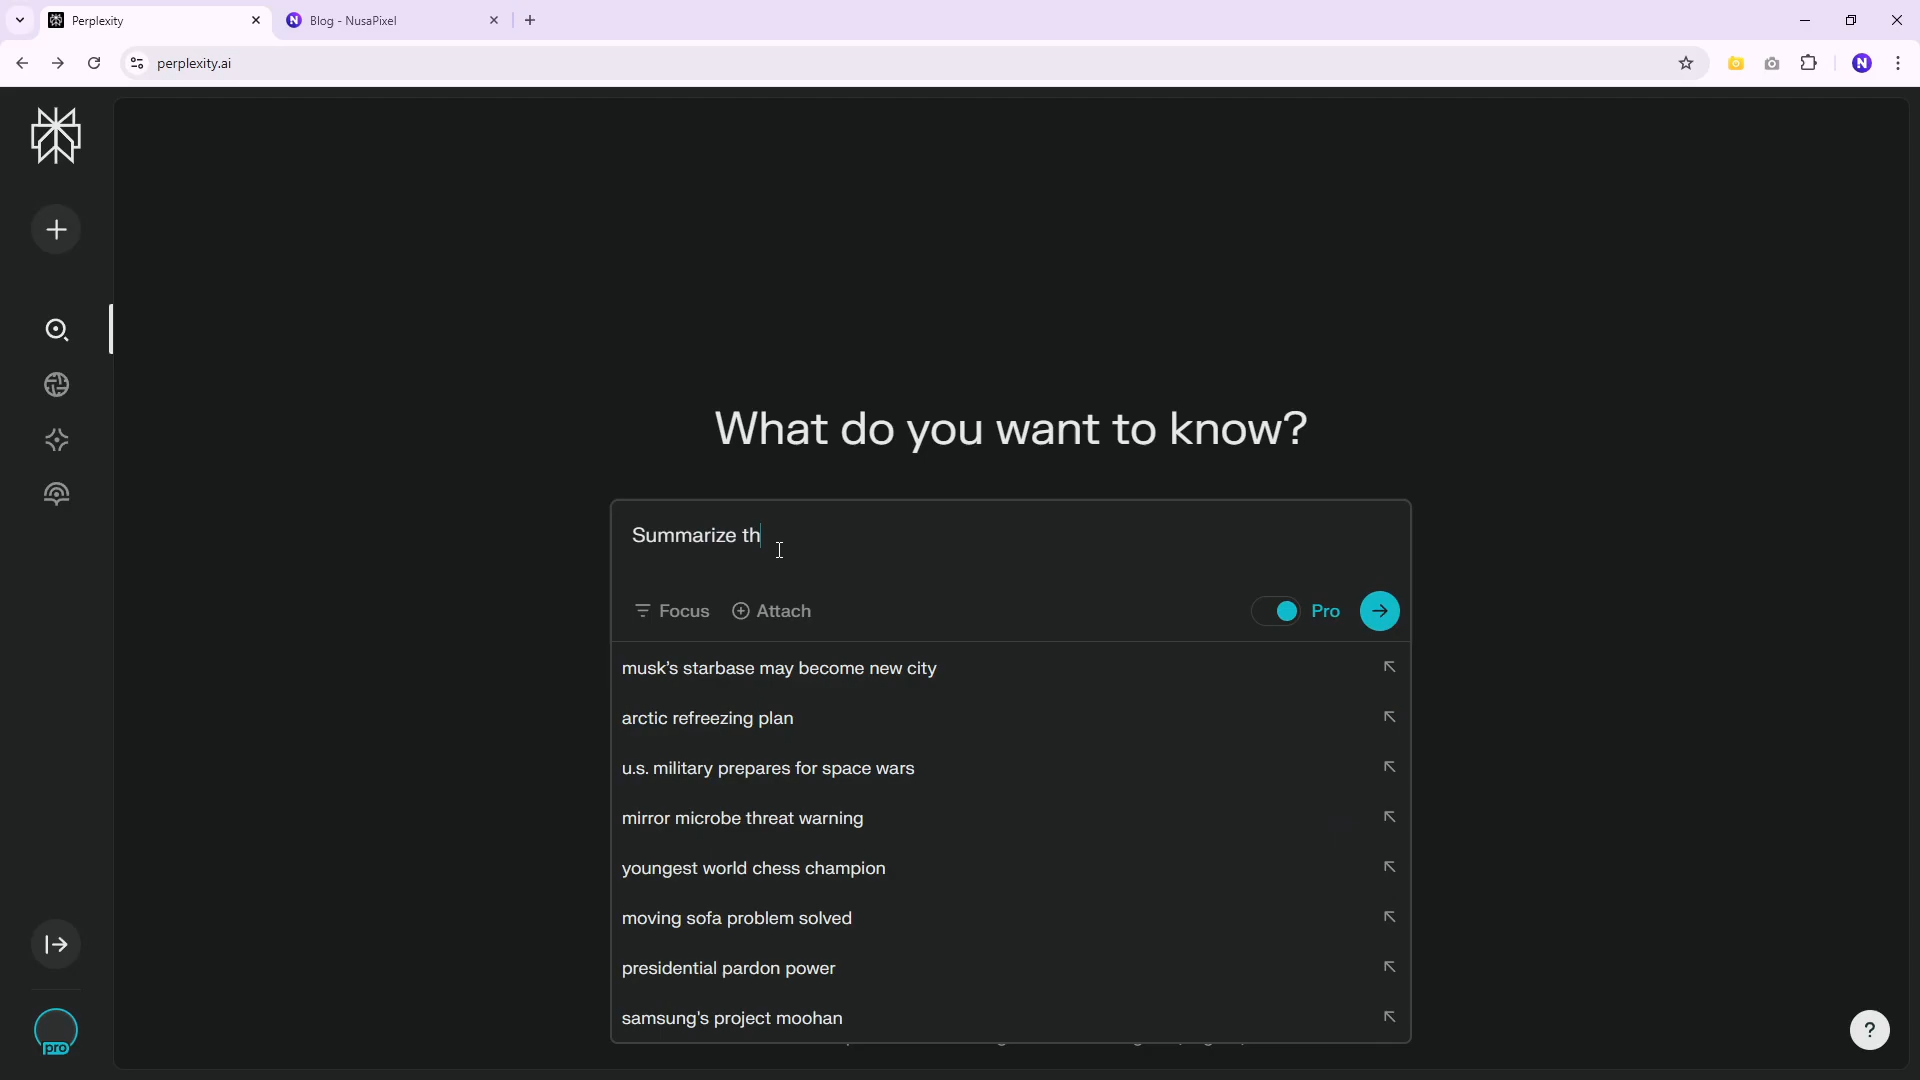 Perplexity
Blog - NusaPixel
perplexity.ai
N
What do you want to know?
Summarize th
Focus
Attach
Pro
musk's starbase may become new city
arctic refreezing plan
u.s. military prepares for space wars
mirror microbe threat warning
youngest world chess champion
moving sofa problem solved
presidential pardon power
samsung's project moohan
pro
?